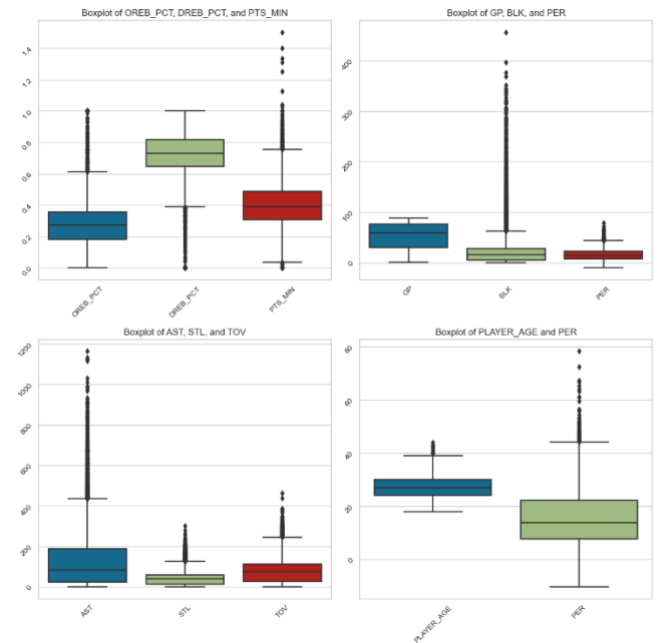 Boxplot of OREB_PCT, DREB_PCT, and PTS_MIN
1.4
1.2
1.0
0.8
0.6
0.4
0.2
0.0
OREB_PCT
DREB_PCT
PTS_MIN
Boxplot of GP, BLK, and PER
400
300
200
100
0
GP
BLK
PER
Boxplot of AST, STL, and TOV
1200
1000
800
600
400
200
0
AST
STL
TOV
Boxplot of PLAYER_AGE and PER
80
60
40
20
0
PLAYER_AGE
PER